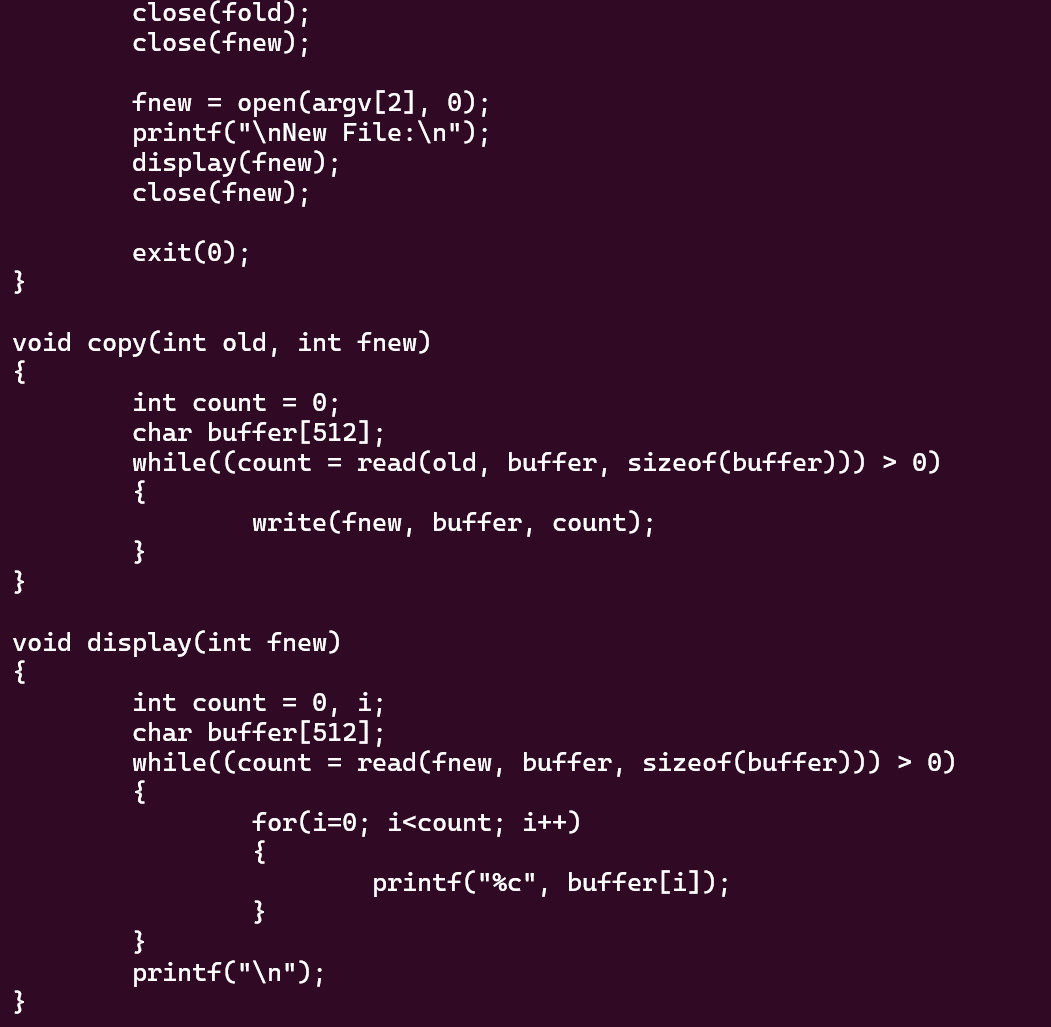 close(fold);
        close(fnew);

        fnew = open(argv[2], 0);
        printf("\nNew File:\n");
        display(fnew);
        close(fnew);

        exit(0);
}

void copy(int old, int fnew)
{
        int count = 0;
        char buffer[512];
        while((count = read(old, buffer, sizeof(buffer))) > 0)
        {
                write(fnew, buffer, count);
        }
}

void display(int fnew)
{
        int count = 0, i;
        char buffer[512];
        while((count = read(fnew, buffer, sizeof(buffer))) > 0)
        {
                for(i=0; i<count; i++)
                {
                        printf("%c", buffer[i]);
                }
        }
        printf("\n");
}